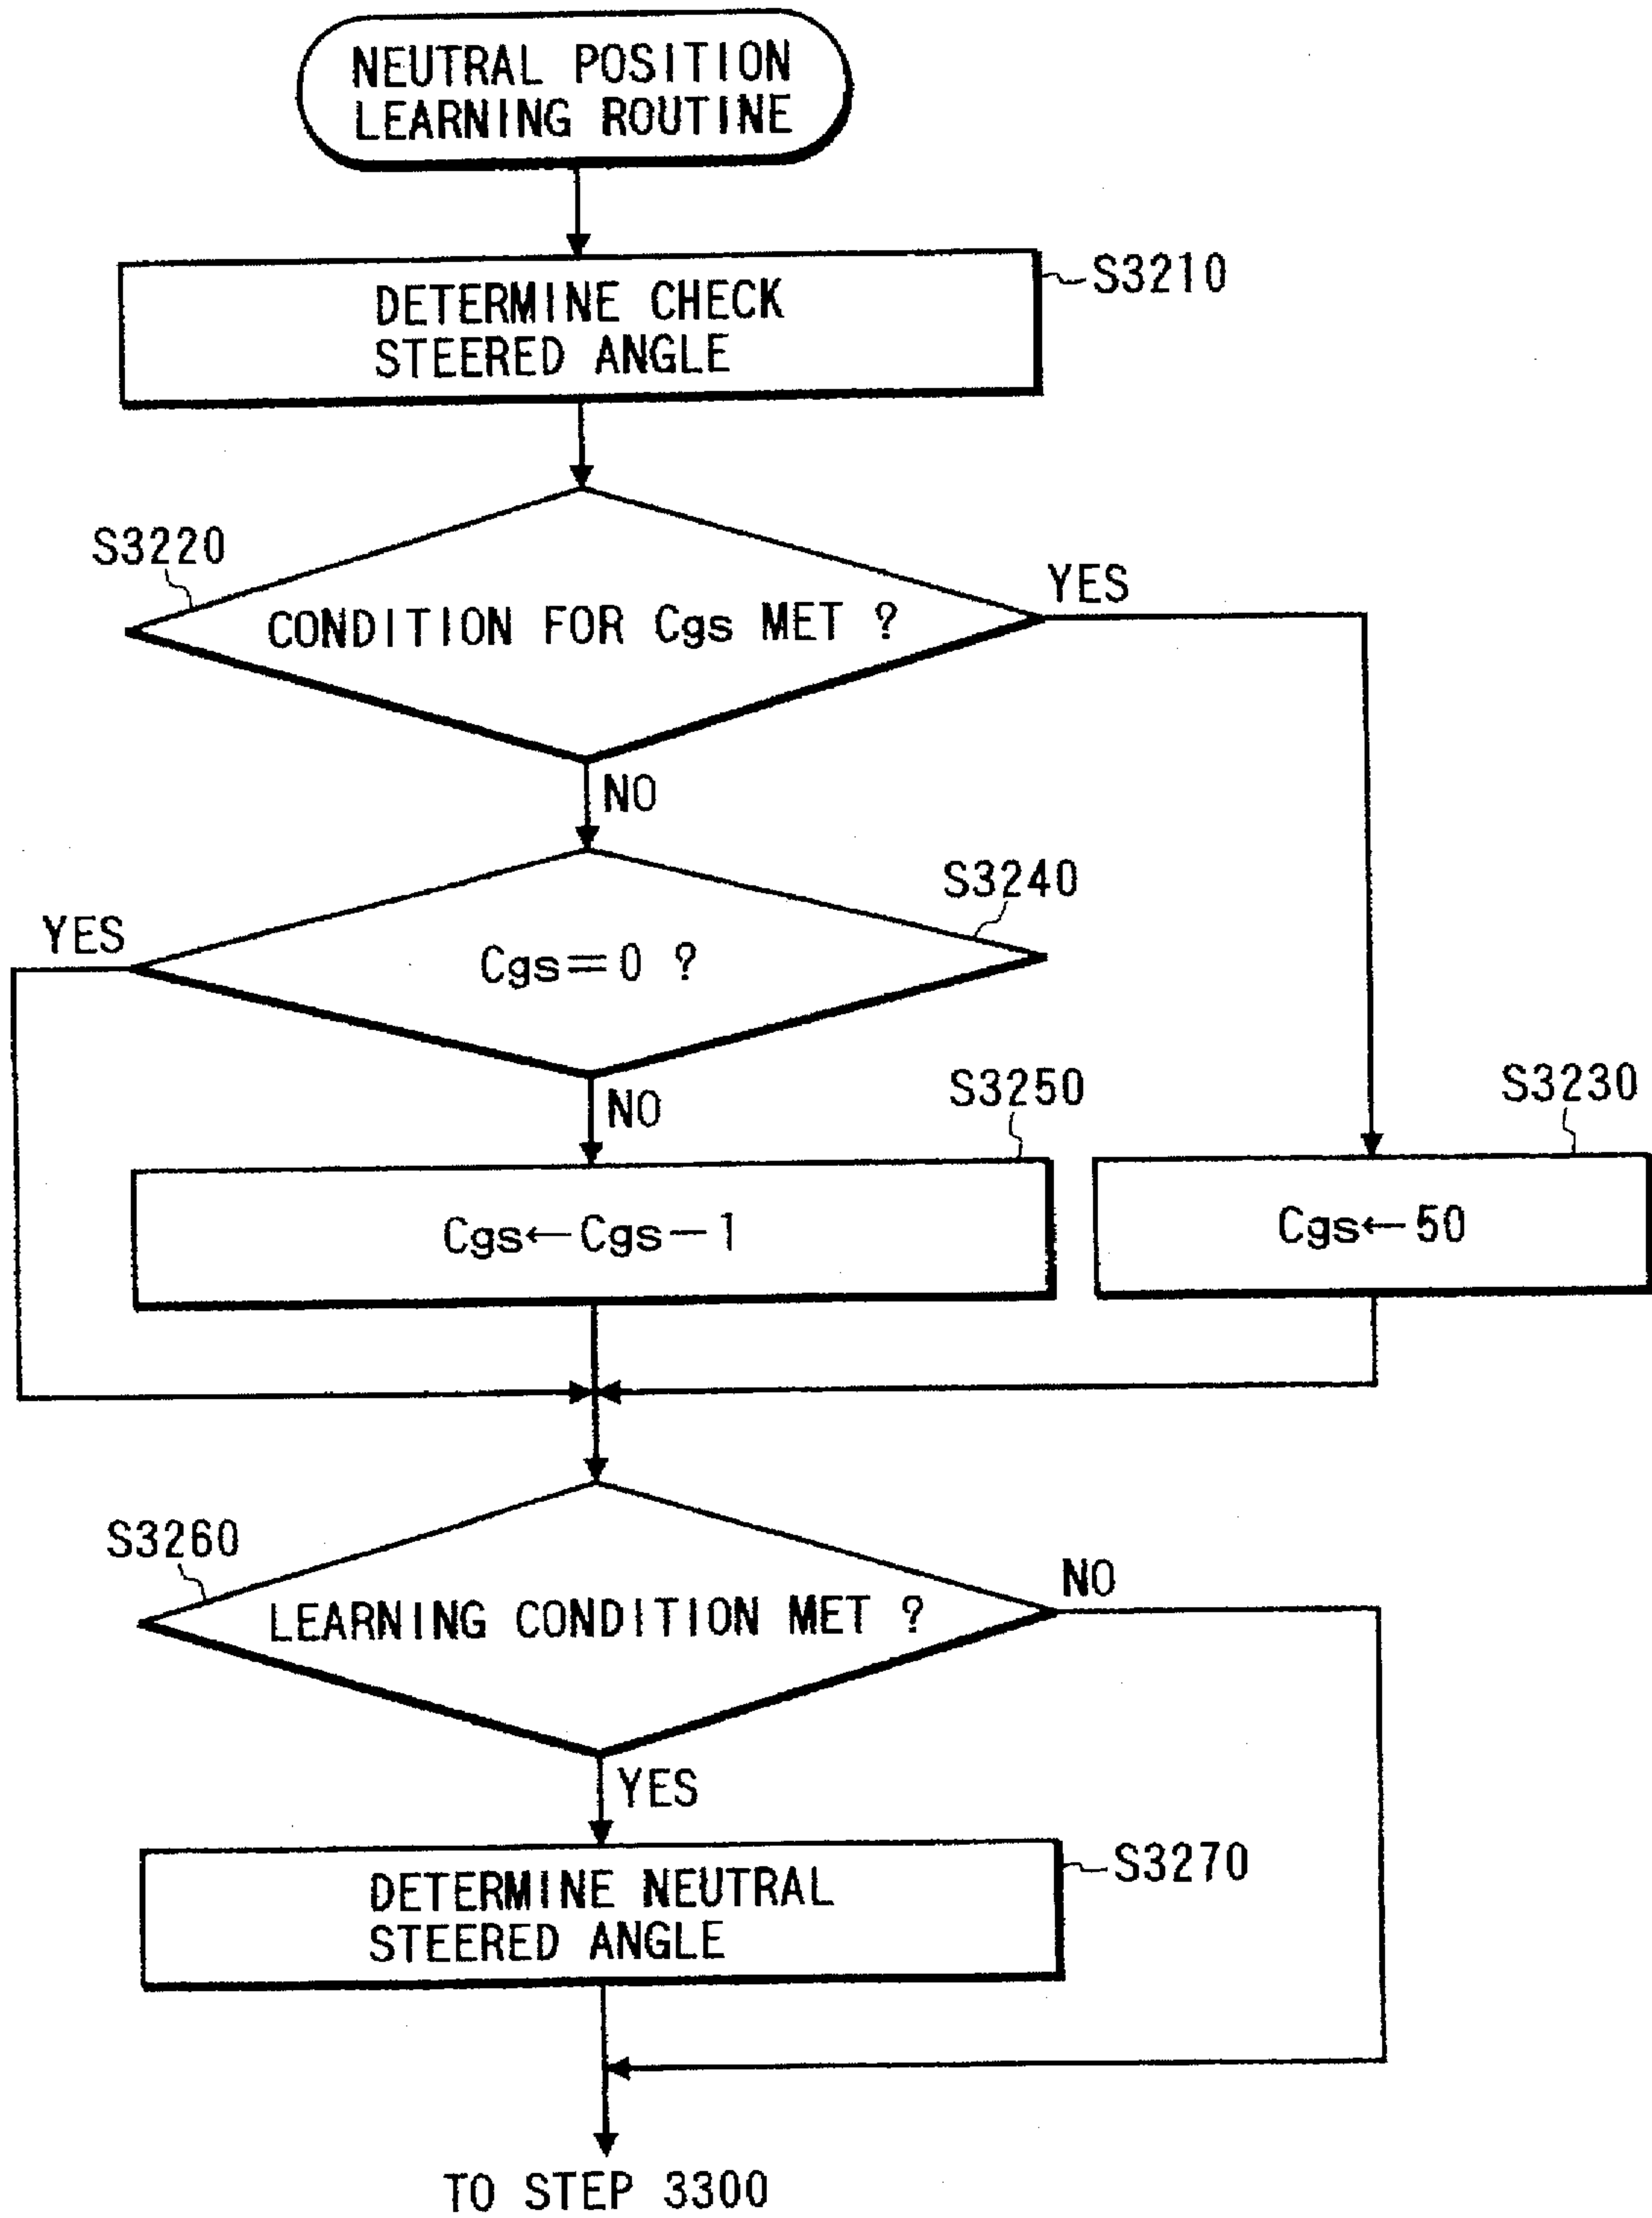 NEUTRAL POSITION
LEARNING ROUTINE
S3210
DETERMINE CHECK
STEERED ANGLE
S3220
CONDITION FOR Cgs MET ?
YES
NO
S3240
YES
Cgs=0 ?
NO
S3250
S3230
Cgs←Cgs−1
Cgs←50
S3260
LEARNING CONDITION MET ?
NO
YES
S3270
DETERMINE NEUTRAL
STEERED ANGLE
TO STEP 3300